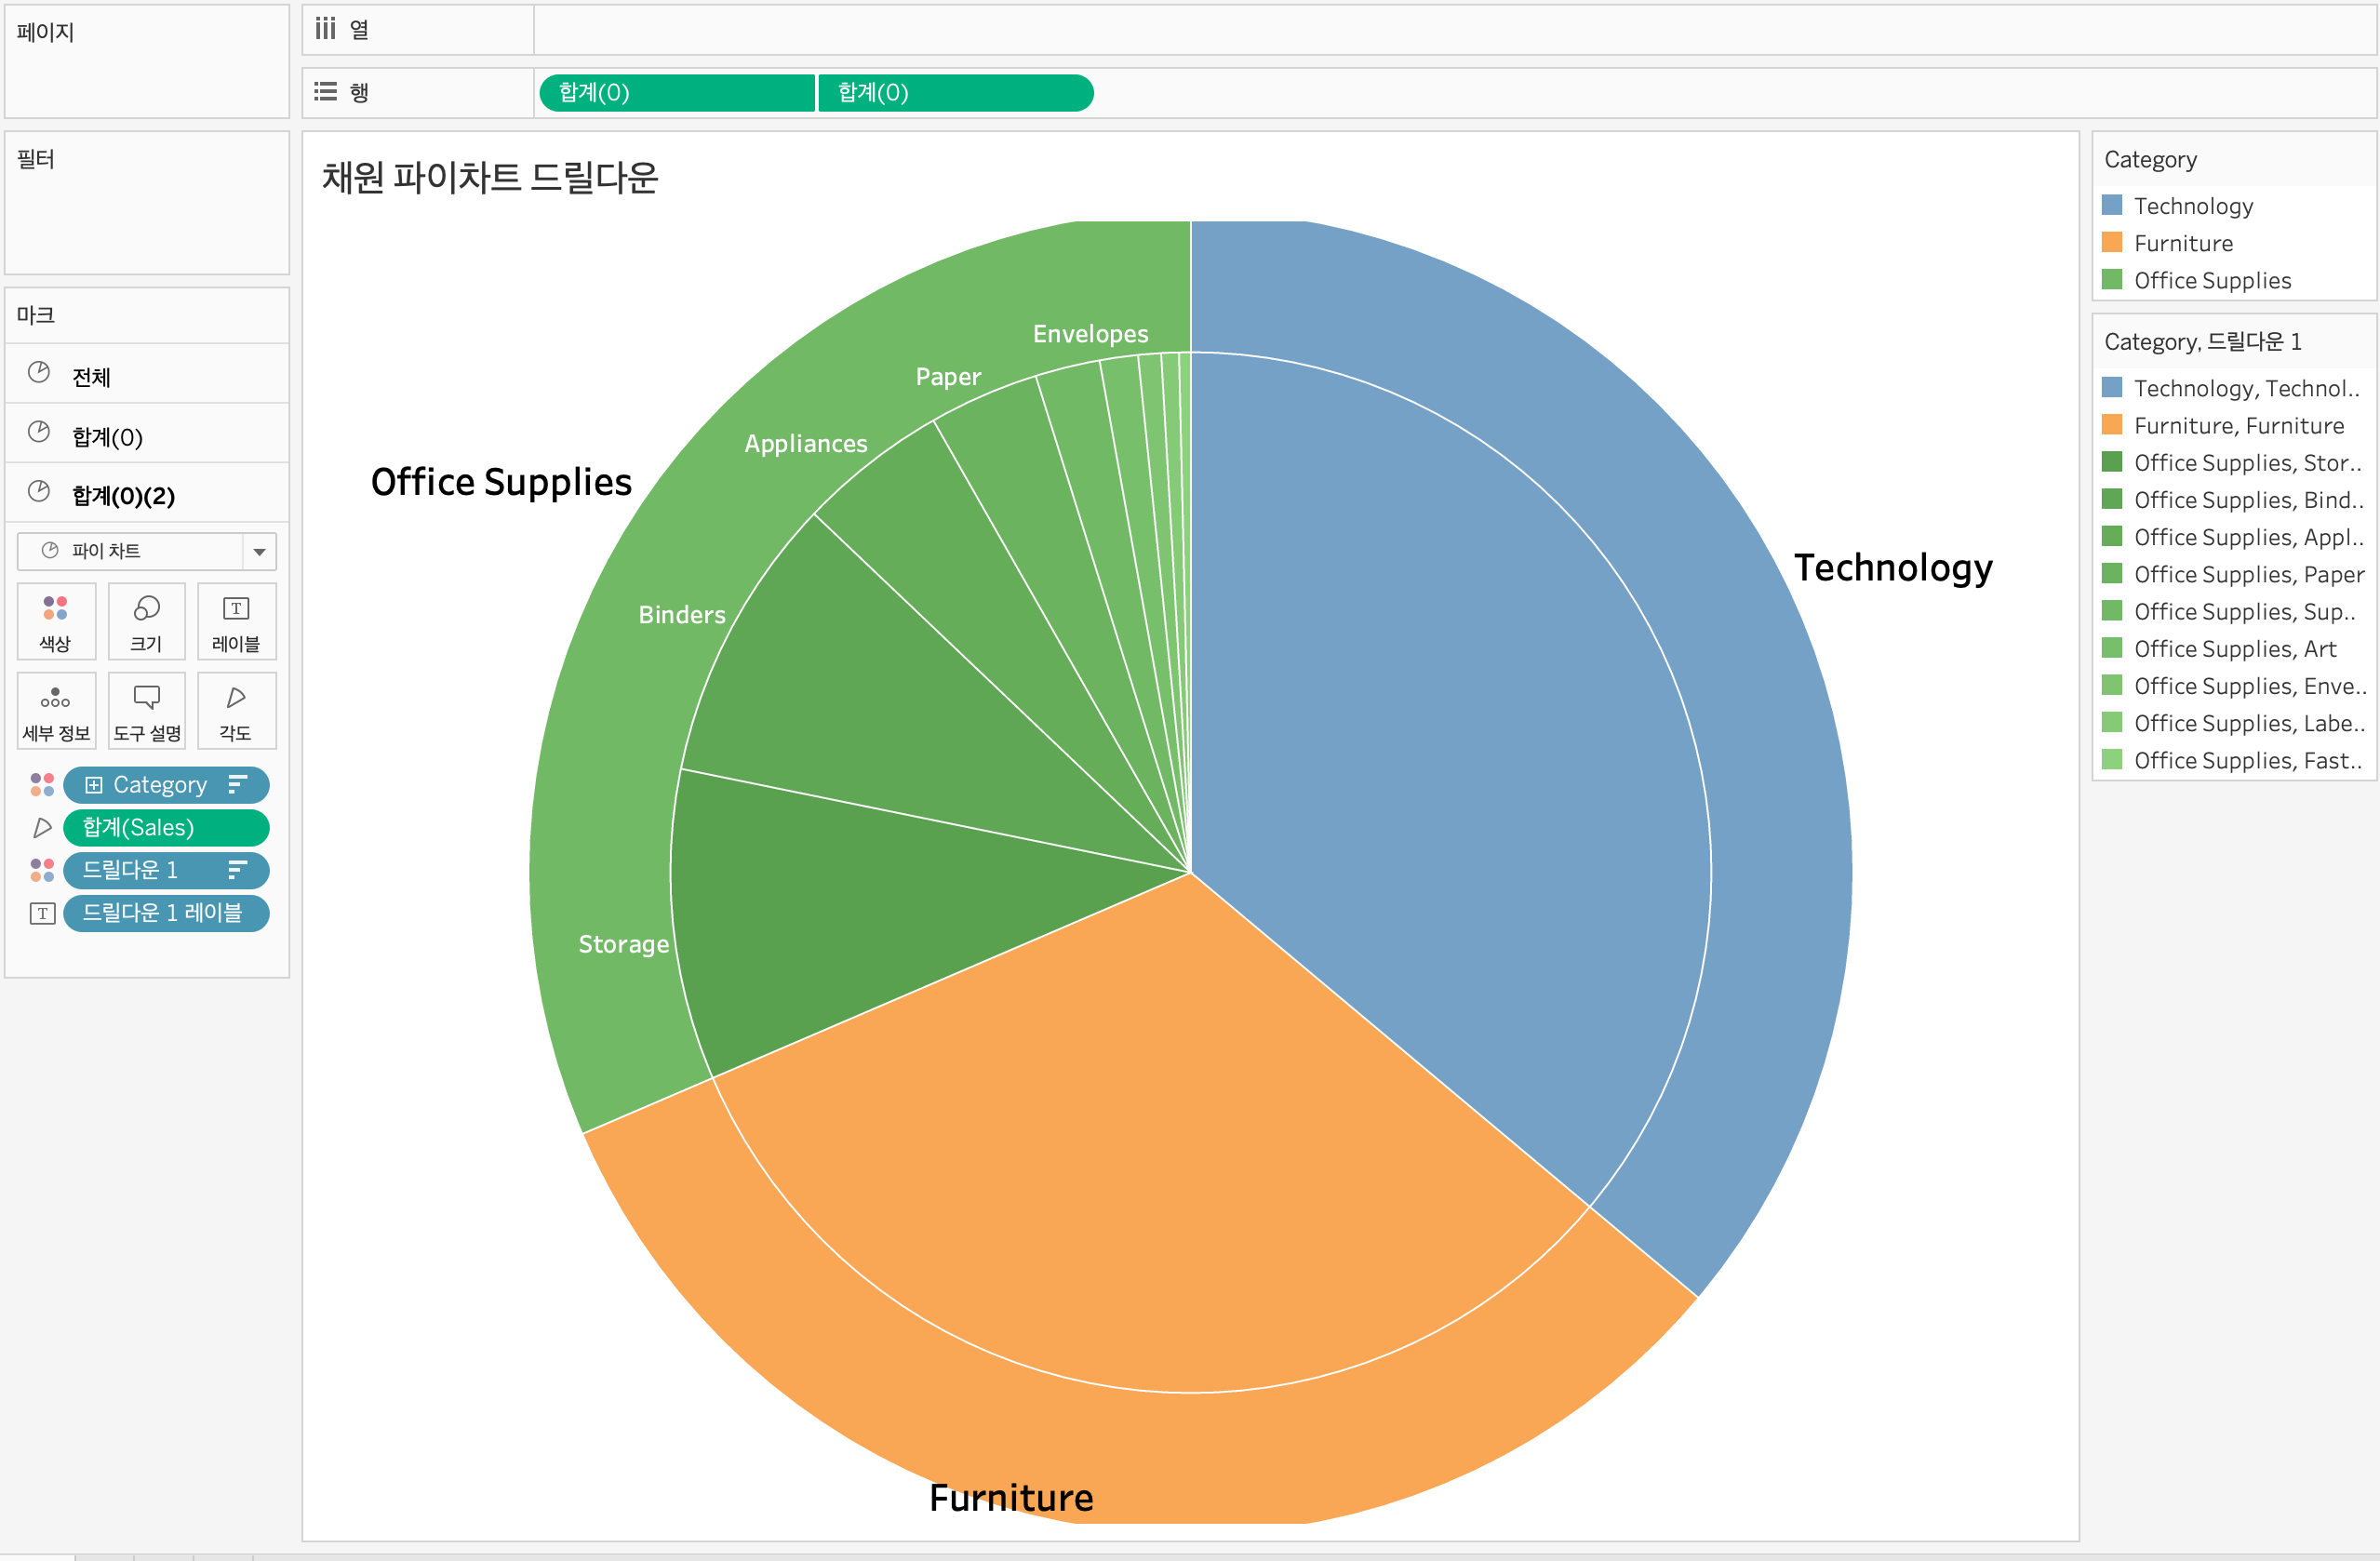 페이지
필터
마크
전체
합계(0)
합계(0)(2)
파이 차트
색상
크기
레이블
세부 정보
도구 설명
각도
Category
합계(Sales)
드릴다운 1
드릴다운 1 레이블
열
행
합계(0)
합계(0)
채원 파이차트 드릴다운
Envelopes
Paper
Appliances
Office Supplies
Technology
Binders
Storage
Furniture
Category
Technology
Furniture
Office Supplies
Category, 드릴다운 1
Technology, Technol..
Furniture, Furniture
Office Supplies, Stor..
Office Supplies, Bind..
Office Supplies, Appl..
Office Supplies, Paper
Office Supplies, Sup..
Office Supplies, Art
Office Supplies, Enve..
Office Supplies, Labe..
Office Supplies, Fast..